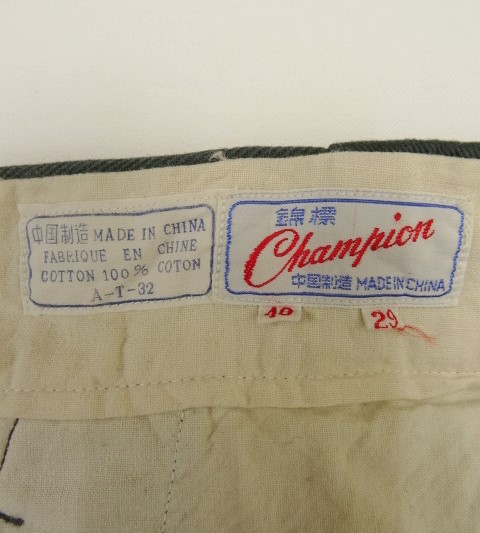 中国制造 MADE IN CHINA
FABRIQUE EN CHINE
COTTON 100% COTON
A-T-32
錦標
Champion
中国制造 MADE IN CHINA
40
29